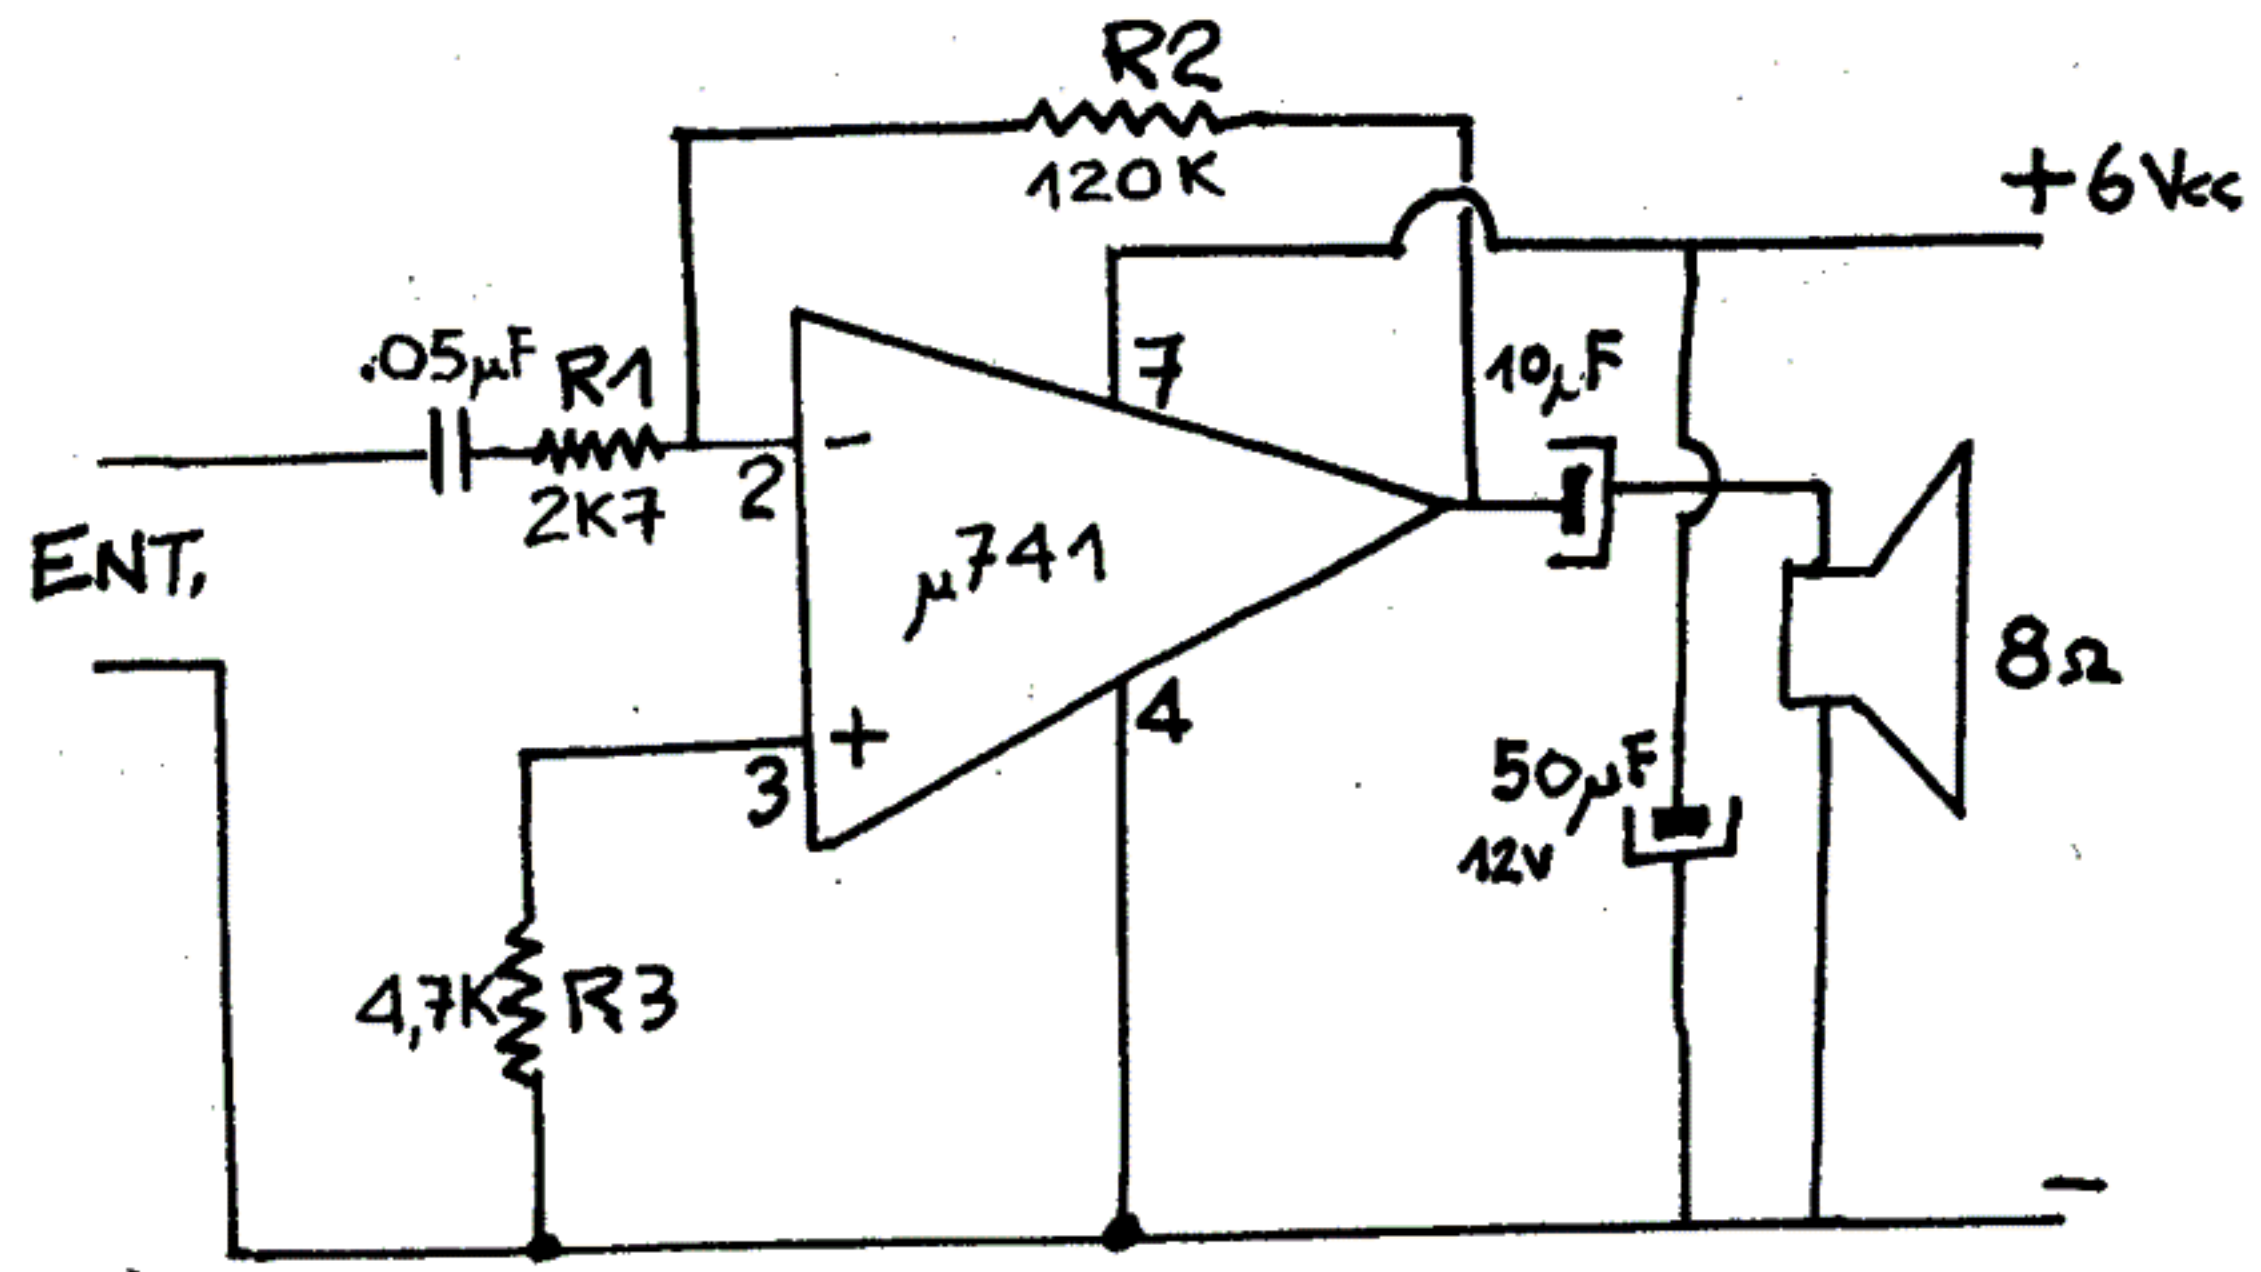 R2
120K
+6Vcc
.05µF
R1
2K7
2
-
7
10µF
ENT.
µ741
8Ω
3
+
4
50µF
12V
4,7K
R3
-